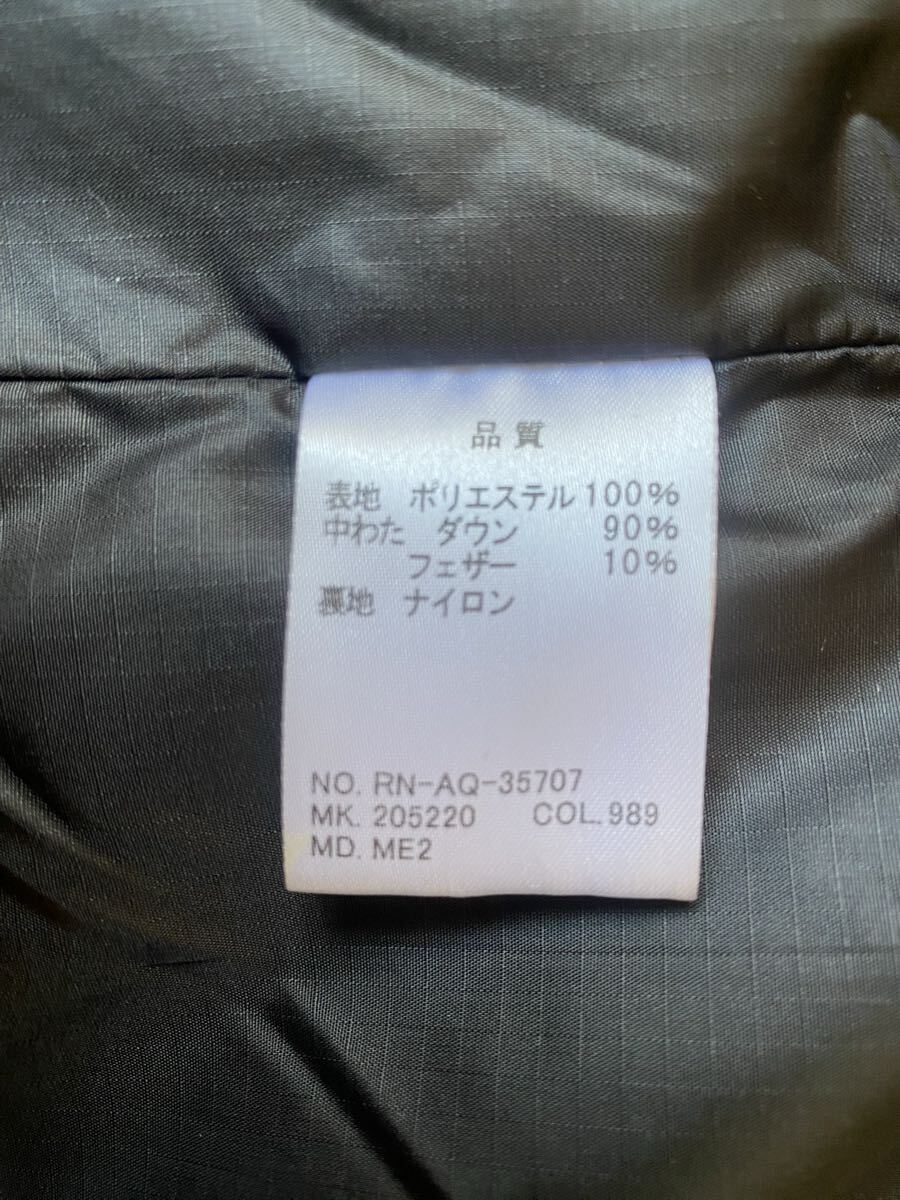 品質
表地 ポリエステル 100%
中わた ダウン 90%
フェザー 10%
裏地 ナイロン
NO. RN-AQ-35707
MK. 205220 COL. 989
MD. ME2